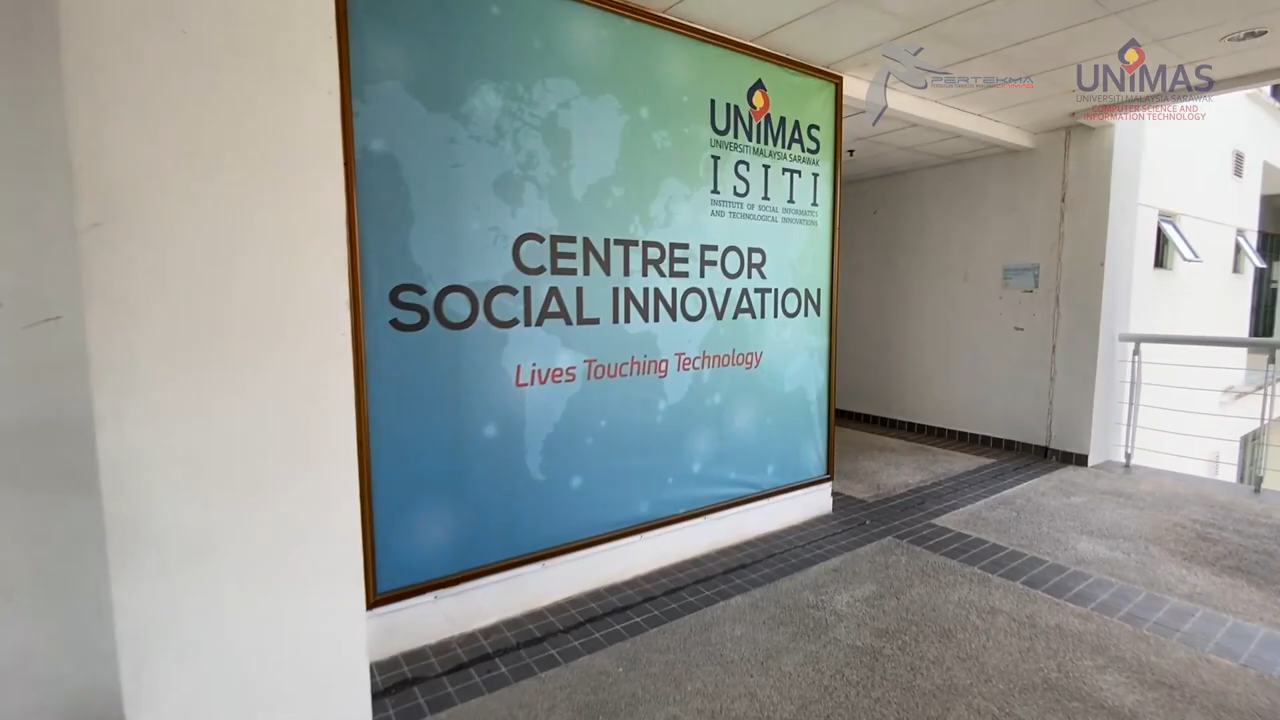 UNIMAS
UNIVERSITI MALAYSIA SARAWAK
ISITI
INSTITUTE OF SOCIAL INFORMATICS
AND TECHNOLOGICAL INNOVATIONS
CENTRE FOR
SOCIAL INNOVATION
Lives Touching Technology
PERTEKMA
UNIMAS
UNIVERSITI MALAYSIA SARAWAK
COMPUTER SCIENCE AND
INFORMATION TECHNOLOGY